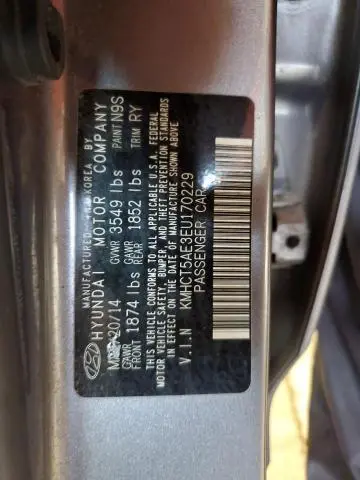 MANUFACTURED IN KOREA BY
HYUNDAI MOTOR COMPANY
20/14 GVWR 3549 lbs PAINT N9S
GAWR FRONT 1874 lbs GAWR REAR 1852 lbs TRIM RY
THIS VEHICLE CONFORMS TO ALL APPLICABLE U.S.A. FEDERAL
MOTOR VEHICLE SAFETY, BUMPER, AND THEFT PREVENTION STANDARDS
IN EFFECT ON THE DATE OF MANUFACTURE SHOWN ABOVE
V.I.N KMHCT5AE3EU170229
PASSENGER CAR